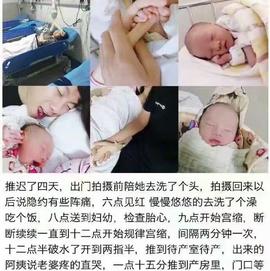 推迟了四天，出门拍摄前陪她去洗了个头，拍摄回来以
后说隐约有些阵痛，六点见红 慢慢悠悠的去洗了个澡
吃个饭，八点送到妇幼，检查胎心，九点开始宫缩，断
断续续一直到十二点开始规律宫缩，间隔两分钟一次，
十二点半破水了开到两指半，推到待产室待产，出来的
阿姨说老婆疼的直哭，一点十五分推到产房里，门口等